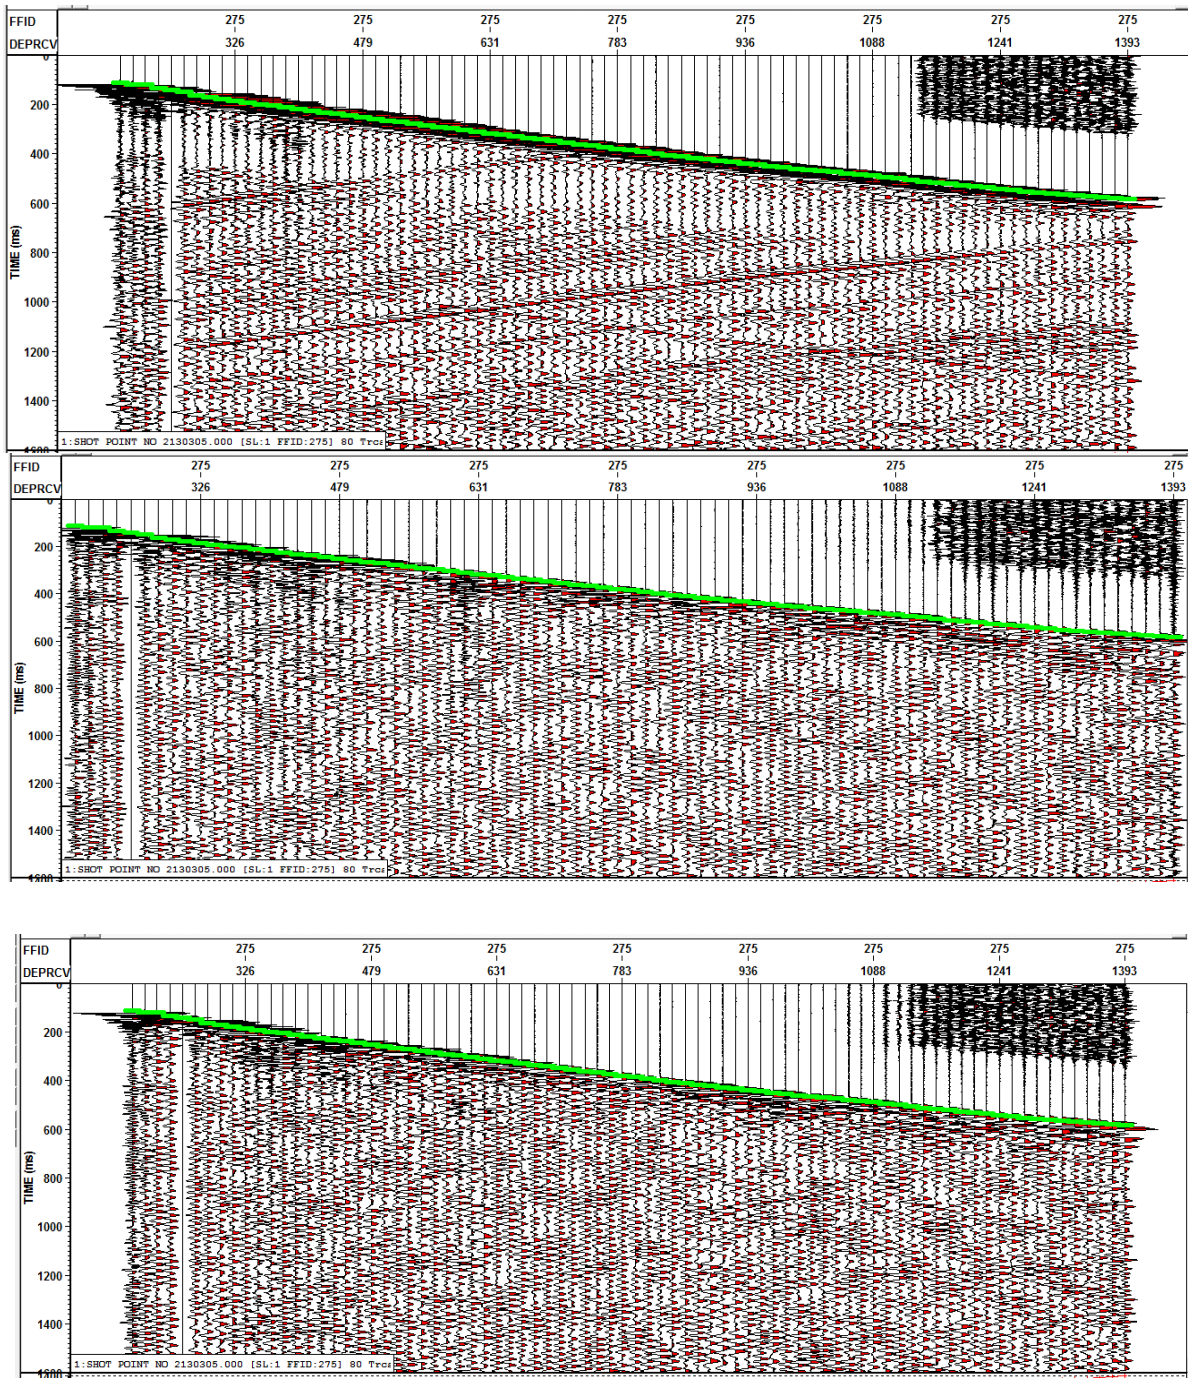 FFID 275 275 275 275 275 275 275 275
DEPRCV 326 479 631 783 936 1088 1241 1393
0
200
400
600
800
1000
1200
1400
TIME (ms)
1:SHOT POINT NO 2130305.000 [SL:1 FFID:275] 80 Trcs
FFID 275 275 275 275 275 275 275 275
DEPRCV 326 479 631 783 936 1088 1241 1393
0
200
400
600
800
1000
1200
1400
TIME (ms)
1:SHOT POINT NO 2130305.000 [SL:1 FFID:275] 80 Trcs
FFID 275 275 275 275 275 275 275 275
DEPRCV 326 479 631 783 936 1088 1241 1393
0
200
400
600
800
1000
1200
1400
TIME (ms)
1:SHOT POINT NO 2130305.000 [SL:1 FFID:275] 80 Trcs